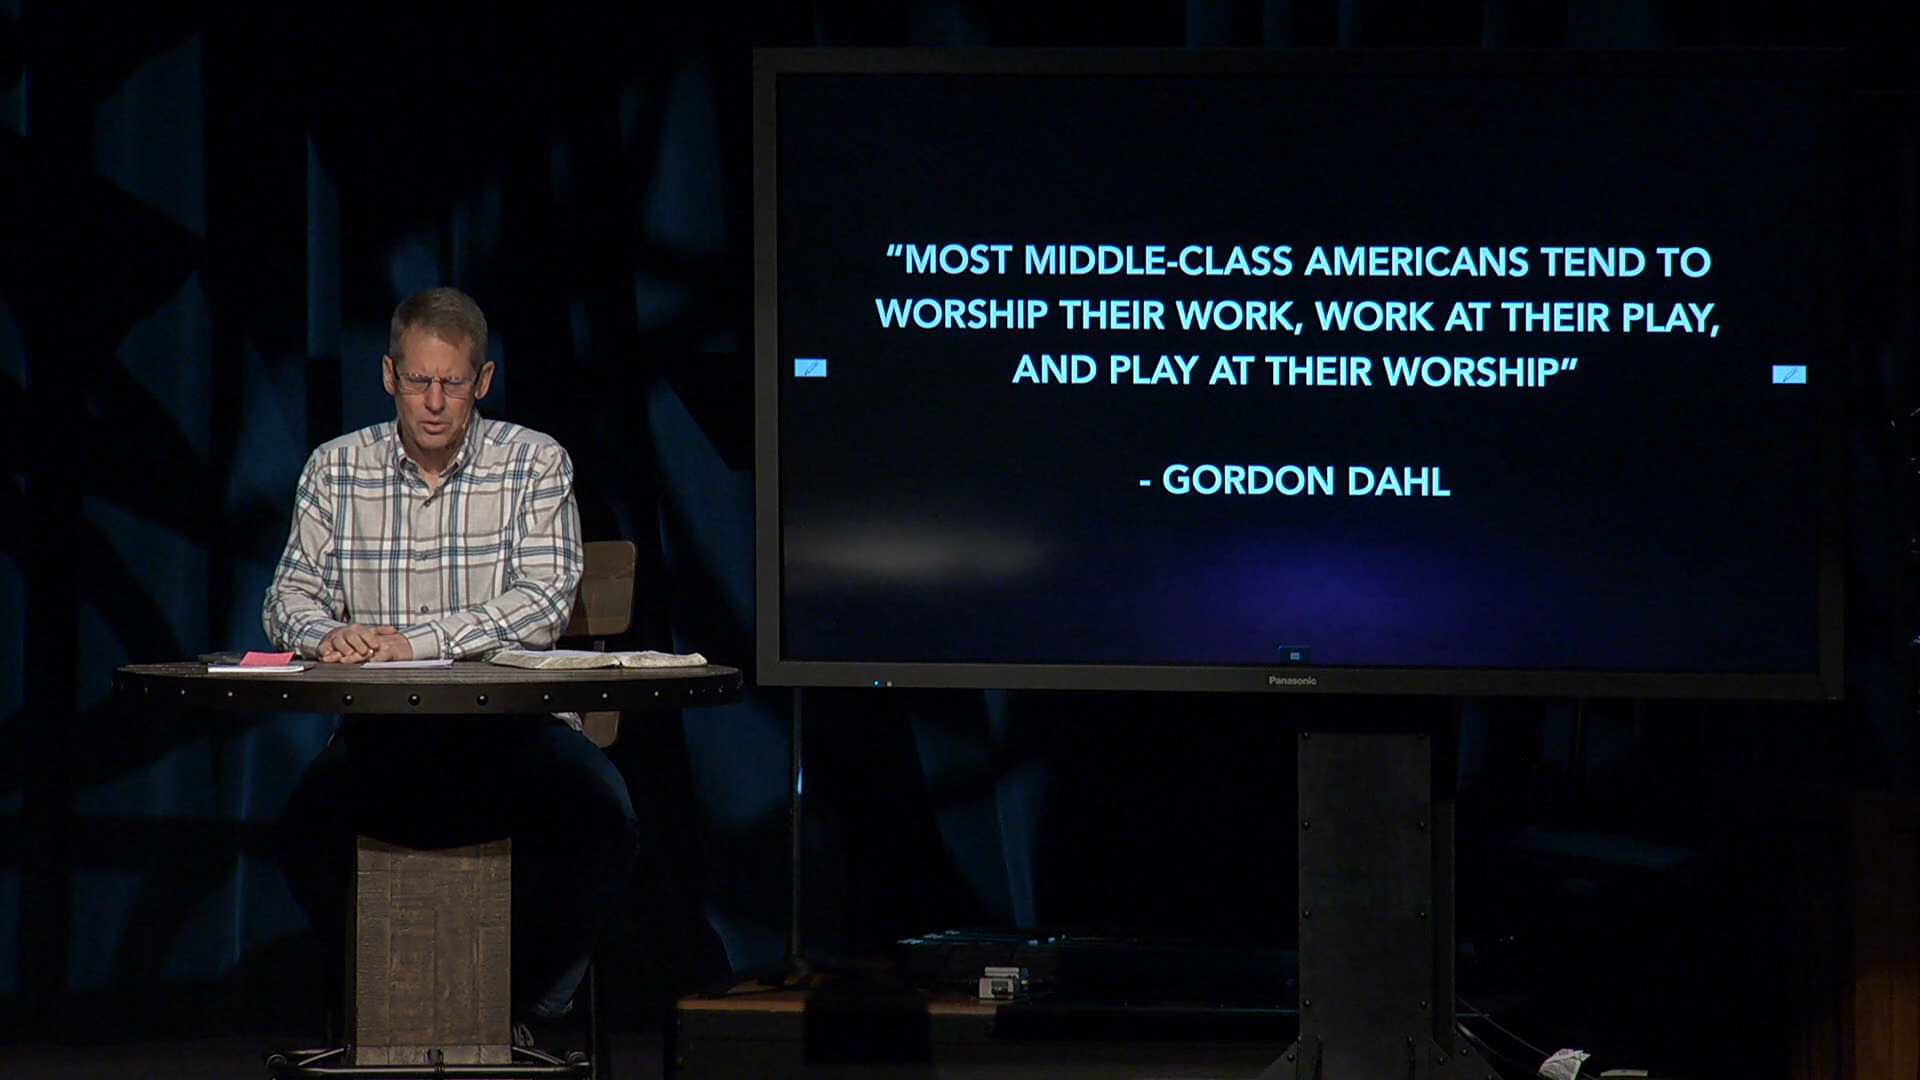 “MOST MIDDLE-CLASS AMERICANS TEND TO
WORSHIP THEIR WORK, WORK AT THEIR PLAY,
AND PLAY AT THEIR WORSHIP”
- GORDON DAHL
Panasonic